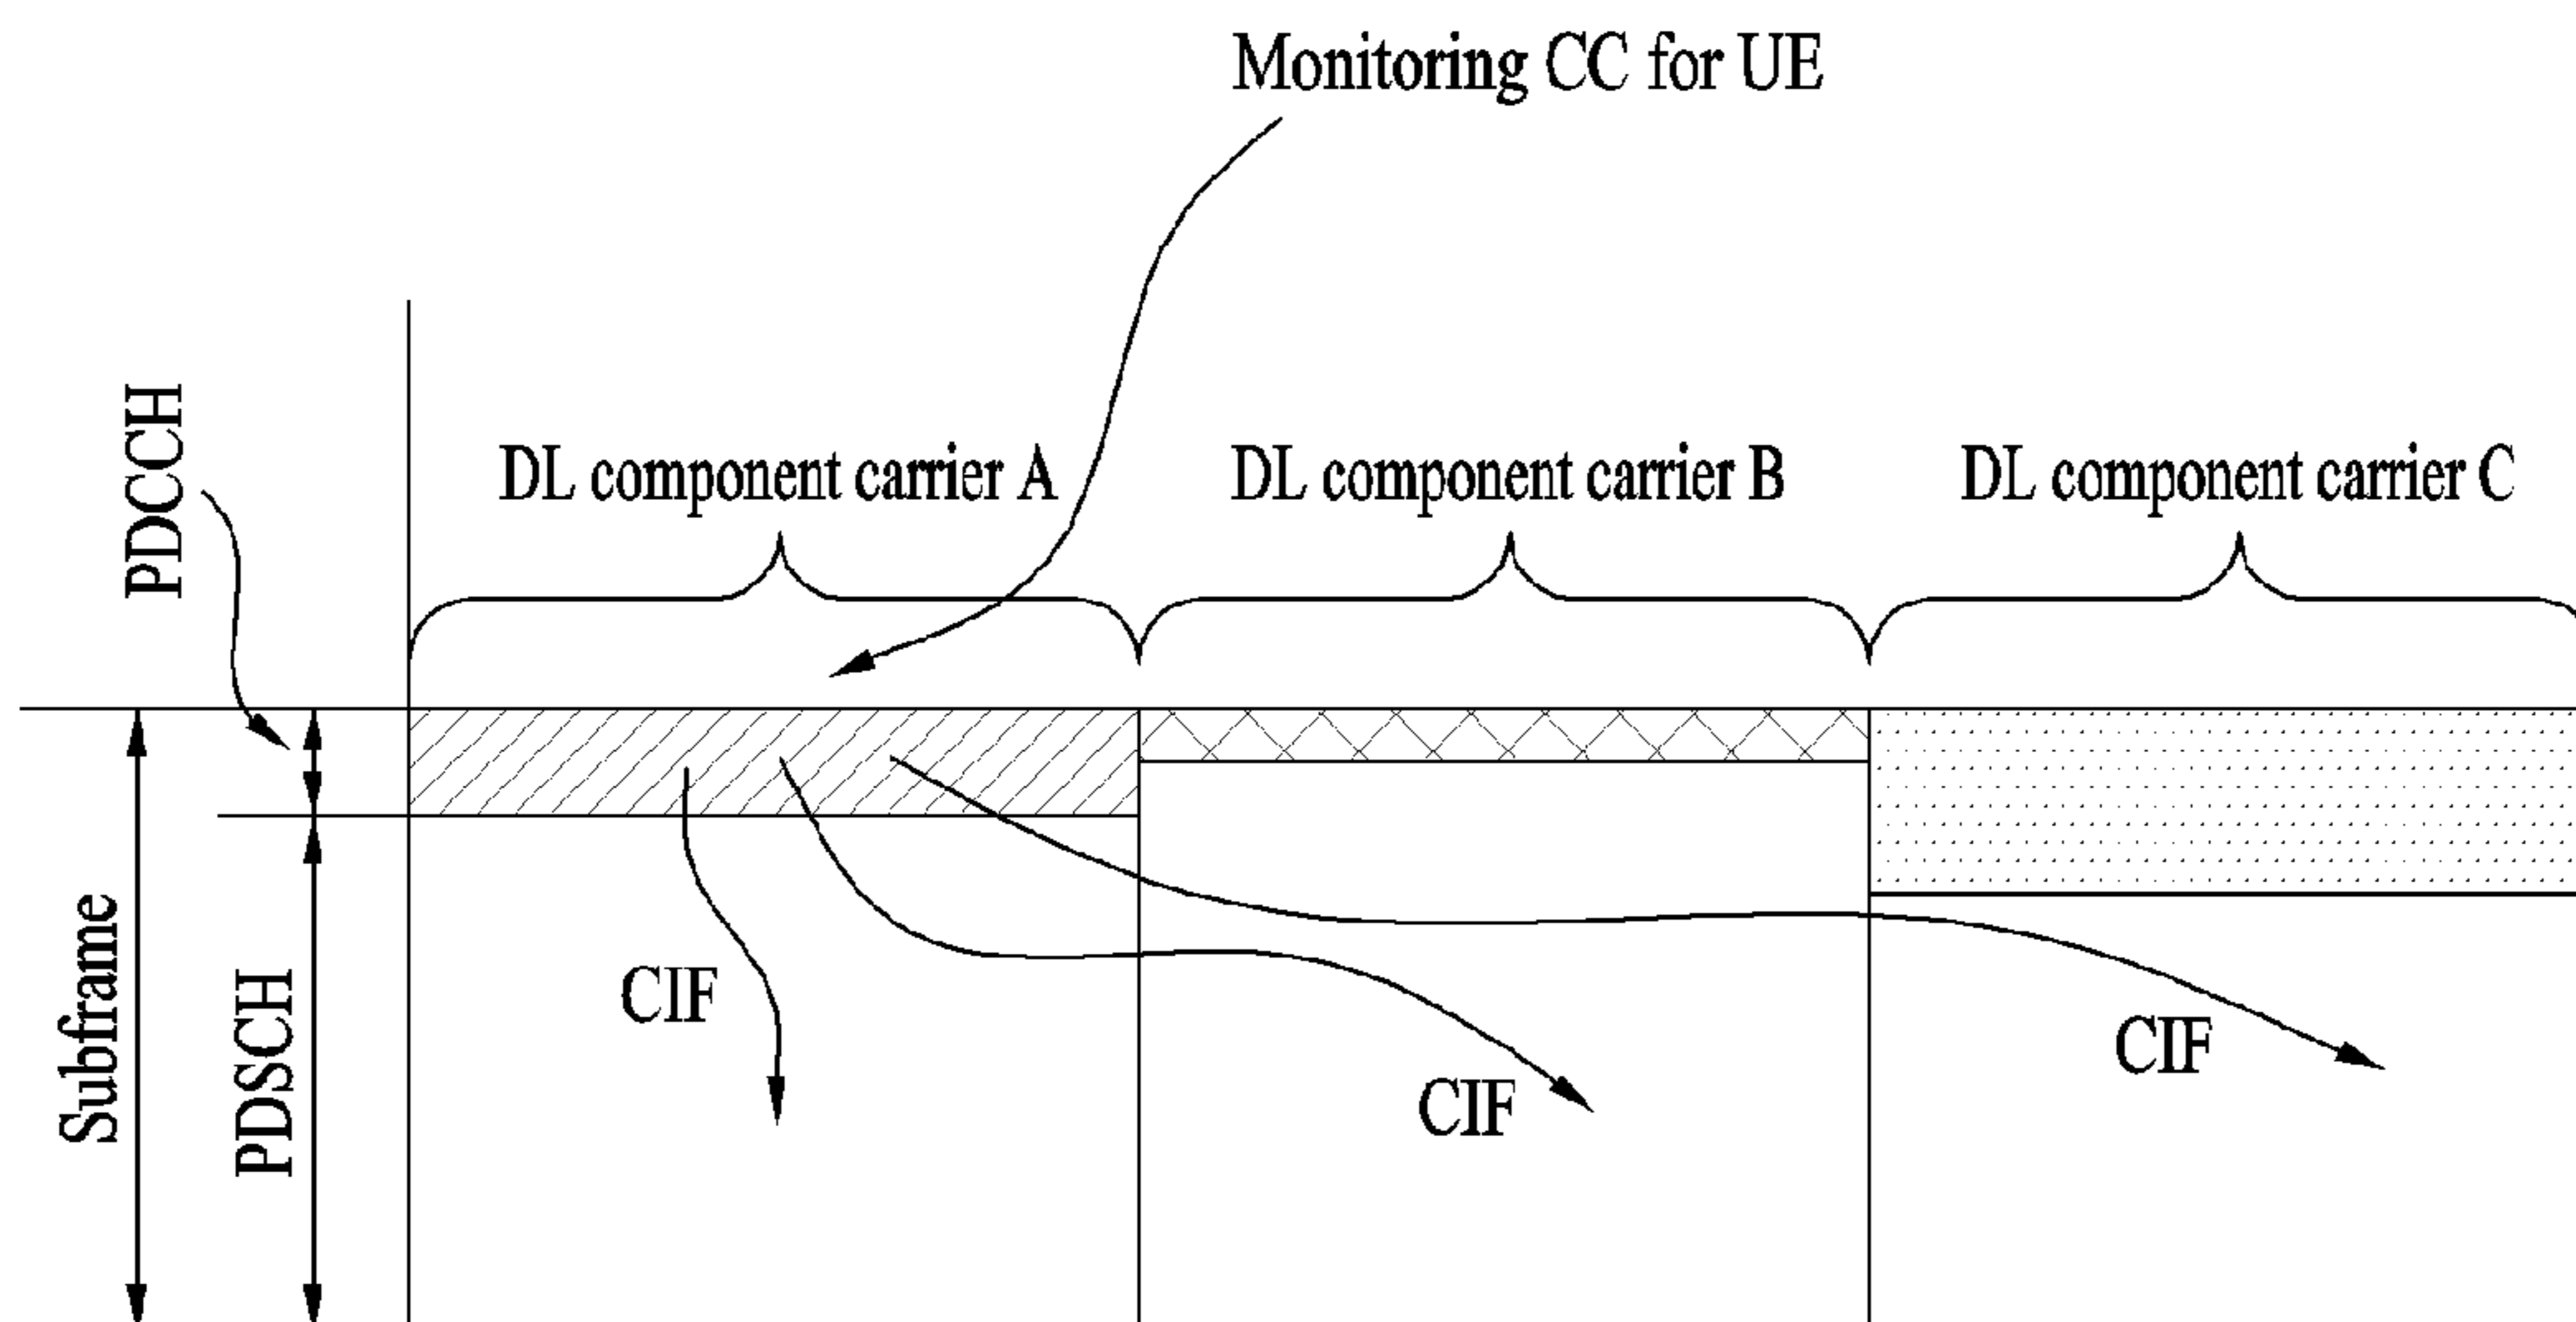 Monitoring CC for UE
PDCCH
DL component carrier A
DL component carrier B
DL component carrier C
Subframe
PDSCH
CIF
CIF
CIF